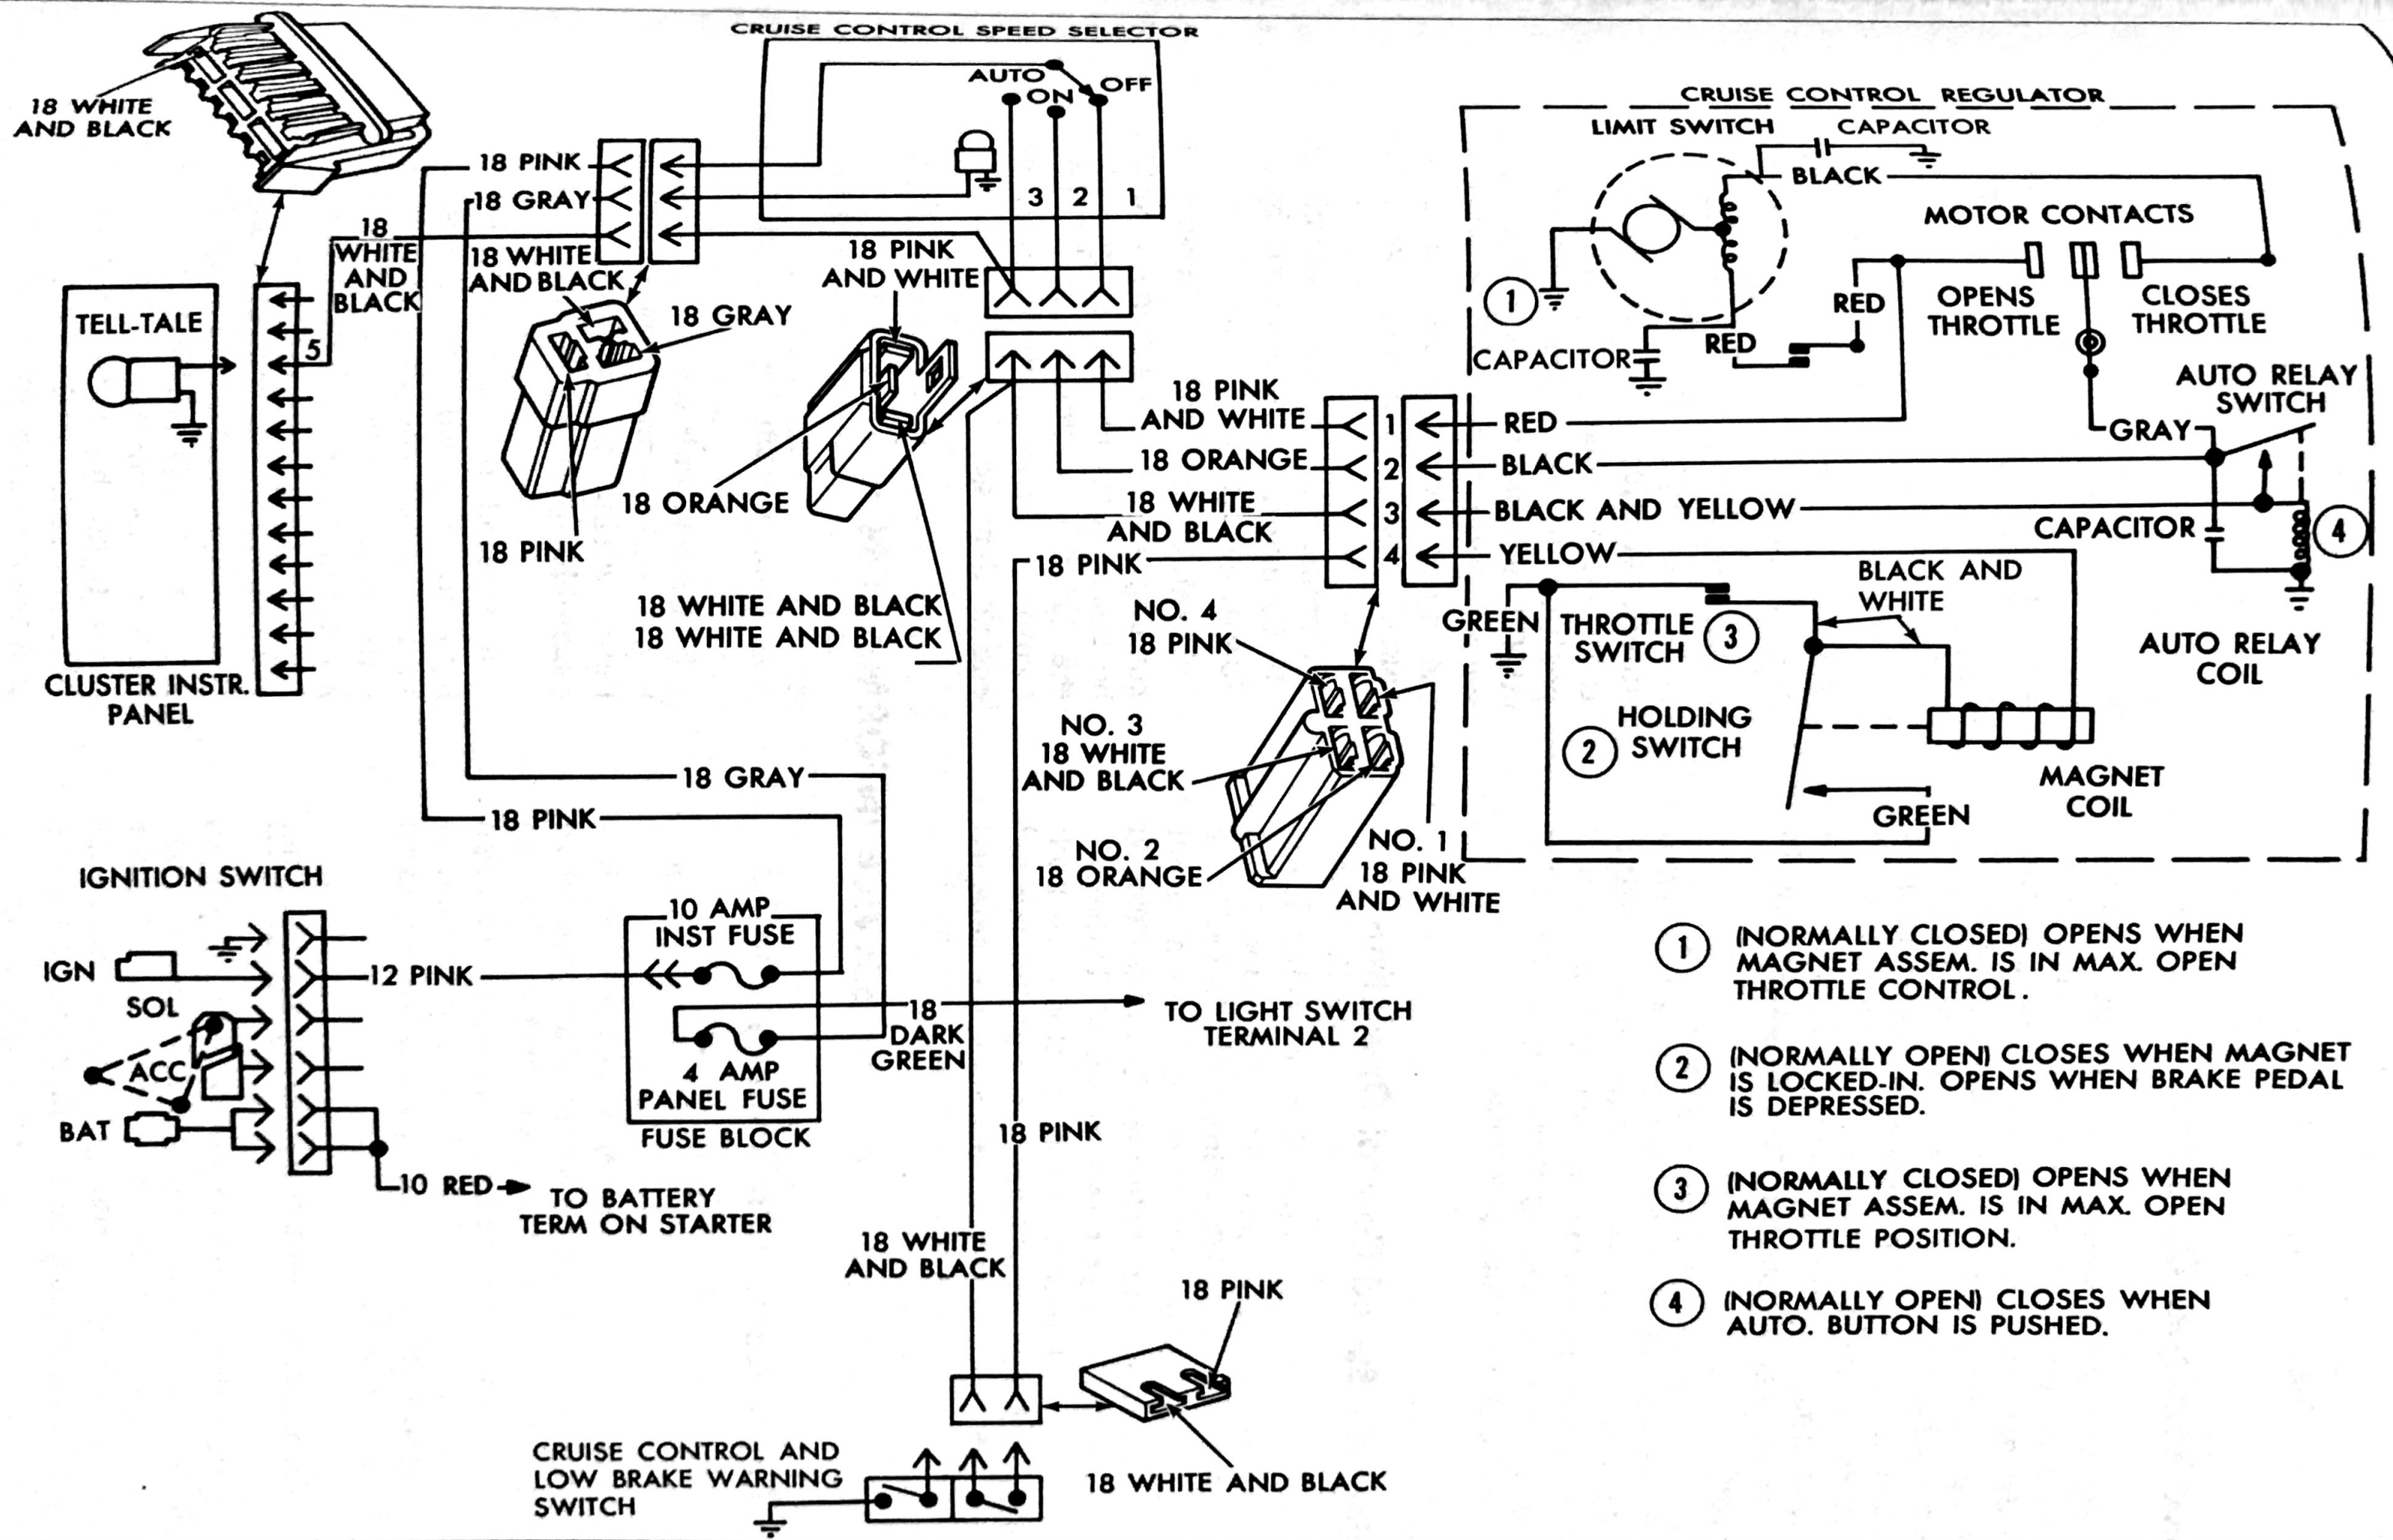 CRUISE CONTROL SPEED SELECTOR
AUTO
ON
OFF
3
2
1
18 WHITE
AND BLACK
18 PINK
18 GRAY
18
WHITE
AND
BLACK
18 WHITE
AND BLACK
18 GRAY
18 PINK
TELL-TALE
5
CLUSTER INSTR.
PANEL
18 PINK
AND WHITE
18 ORANGE
18 WHITE AND BLACK
18 WHITE AND BLACK
18 PINK
AND WHITE
18 ORANGE
18 WHITE
AND BLACK
18 PINK
1
2
3
4
CRUISE CONTROL REGULATOR
LIMIT SWITCH
CAPACITOR
BLACK
MOTOR CONTACTS
1
RED
OPENS
THROTTLE
CLOSES
THROTTLE
CAPACITOR
RED
AUTO RELAY
SWITCH
GRAY
RED
BLACK
BLACK AND YELLOW
CAPACITOR
4
YELLOW
BLACK AND
WHITE
GREEN
THROTTLE
SWITCH
3
AUTO RELAY
COIL
HOLDING
SWITCH
2
MAGNET
COIL
GREEN
NO. 4
18 PINK
NO. 3
18 WHITE
AND BLACK
NO. 2
18 ORANGE
NO. 1
18 PINK
AND WHITE
18 GRAY
18 PINK
IGNITION SWITCH
IGN
SOL
ACC
BAT
12 PINK
10 RED
TO BATTERY
TERM ON STARTER
10 AMP
INST FUSE
4 AMP
PANEL FUSE
FUSE BLOCK
18
DARK
GREEN
TO LIGHT SWITCH
TERMINAL 2
18 PINK
18 WHITE
AND BLACK
18 PINK
18 WHITE AND BLACK
CRUISE CONTROL AND
LOW BRAKE WARNING
SWITCH
1 (NORMALLY CLOSED) OPENS WHEN
MAGNET ASSEM. IS IN MAX. OPEN
THROTTLE CONTROL.
2 (NORMALLY OPEN) CLOSES WHEN MAGNET
IS LOCKED-IN. OPENS WHEN BRAKE PEDAL
IS DEPRESSED.
3 (NORMALLY CLOSED) OPENS WHEN
MAGNET ASSEM. IS IN MAX. OPEN
THROTTLE POSITION.
4 (NORMALLY OPEN) CLOSES WHEN
AUTO. BUTTON IS PUSHED.